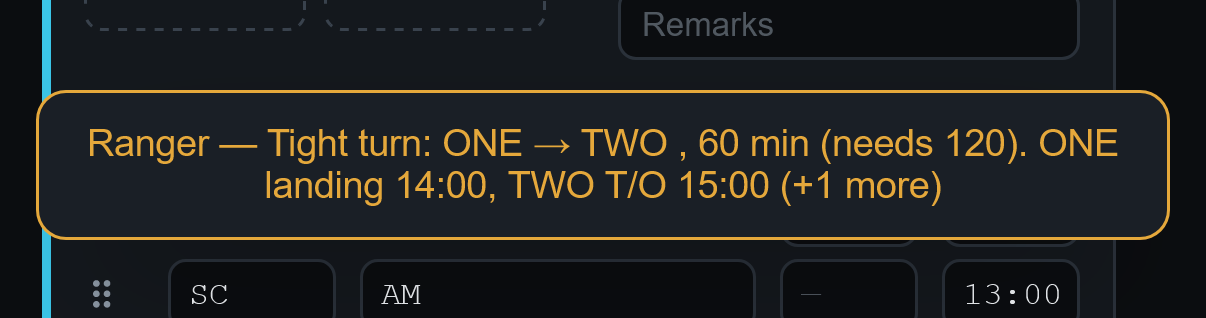 Remarks
Ranger — Tight turn: ONE → TWO , 60 min (needs 120). ONE
landing 14:00, TWO T/O 15:00 (+1 more)
SC AM — 13:00